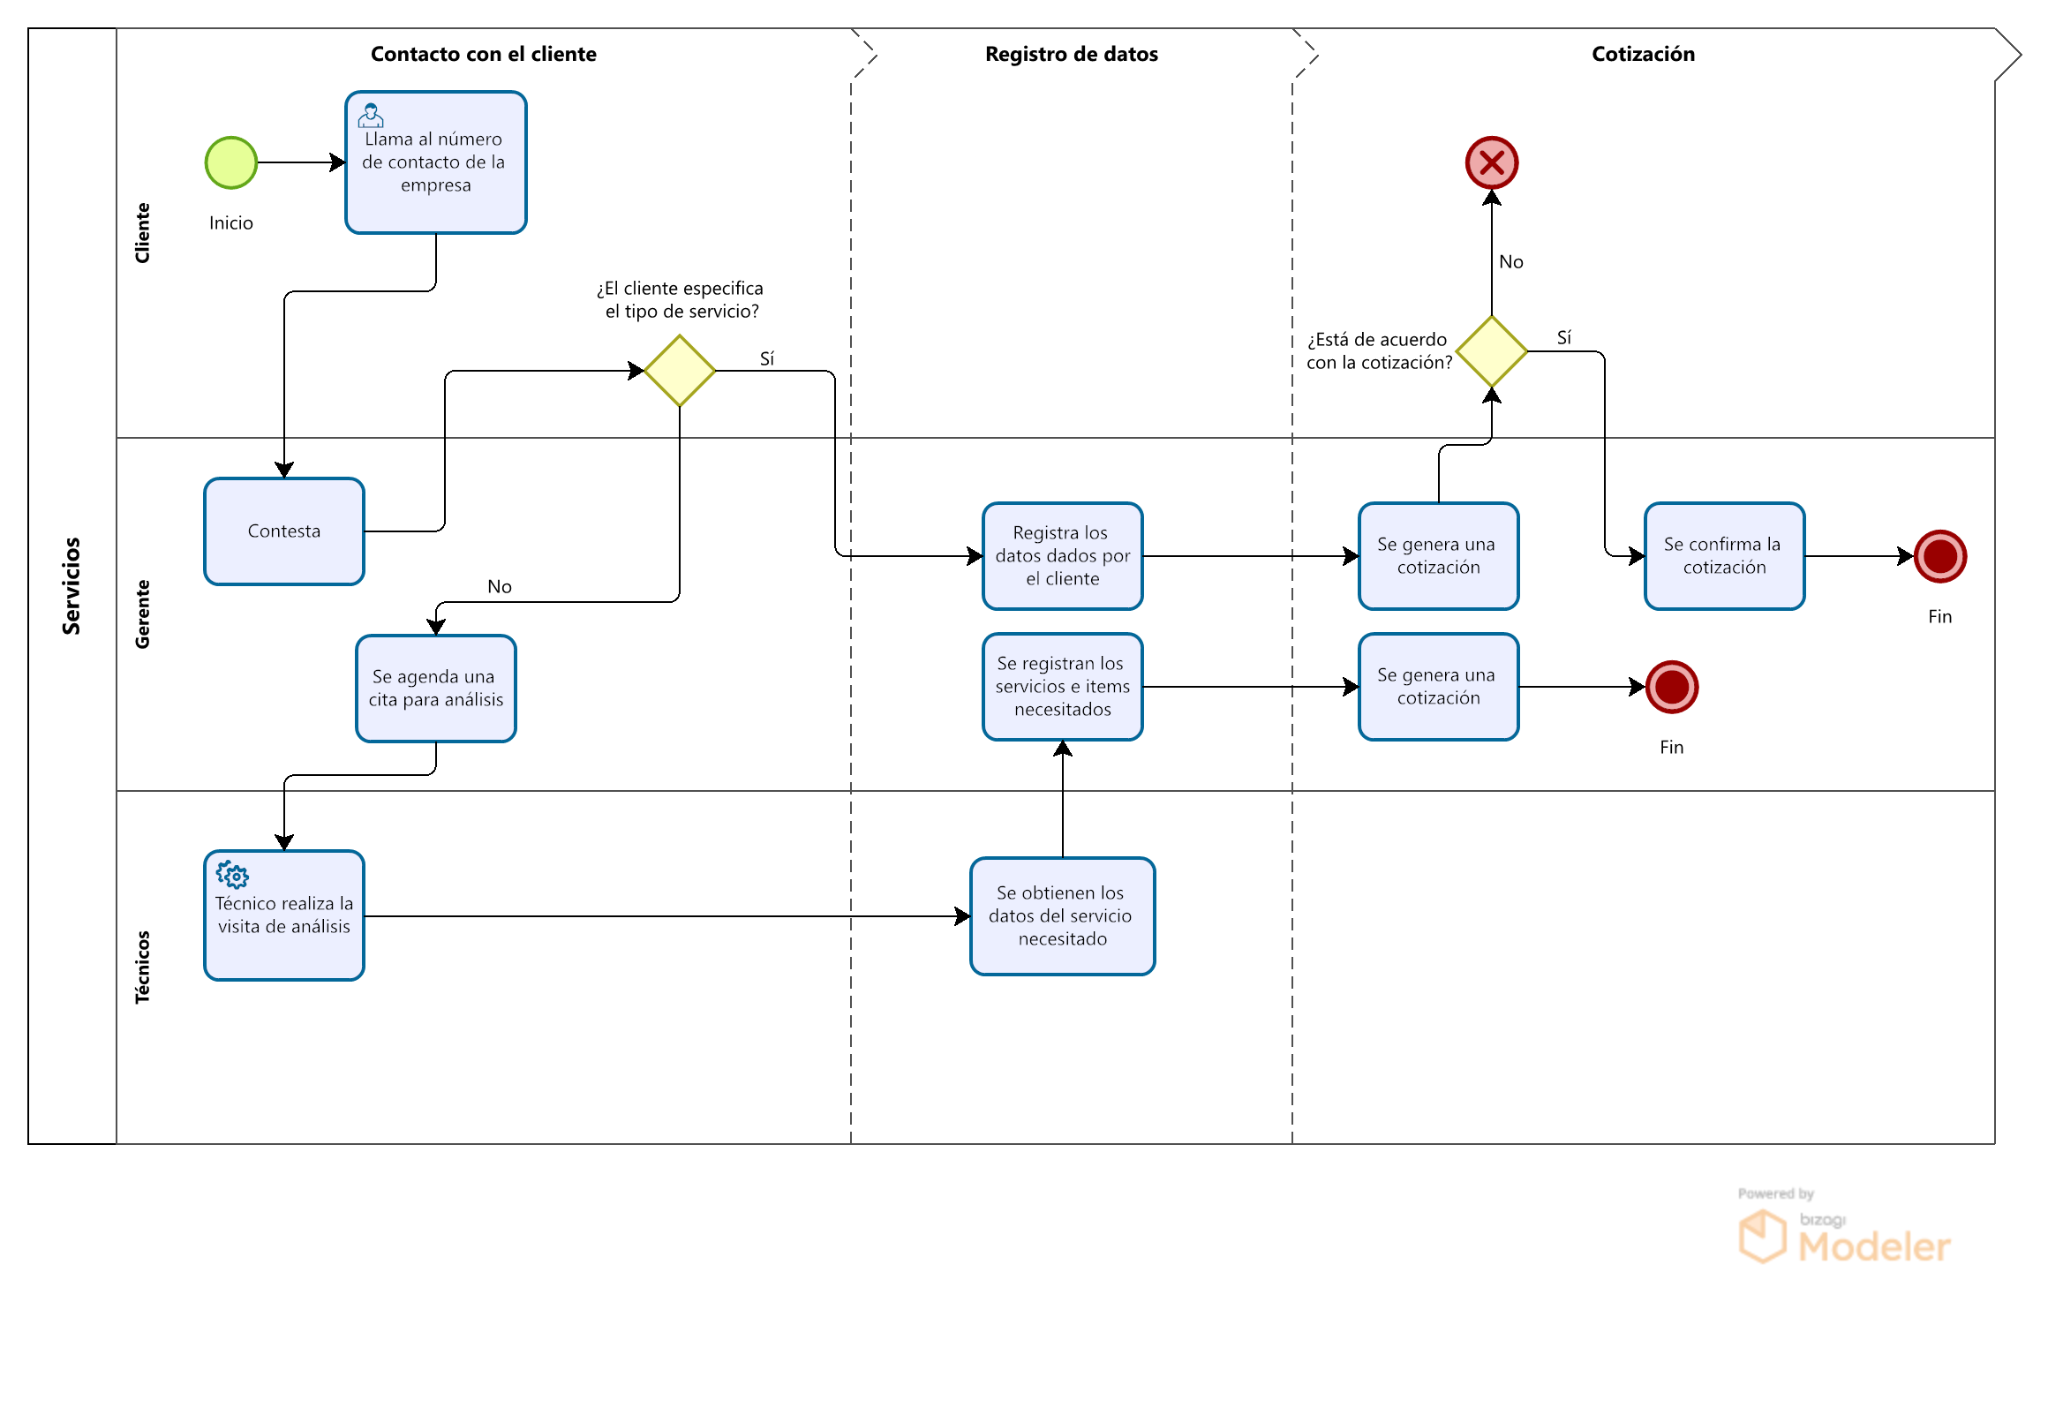 Contacto con el cliente
Registro de datos
Cotización
Servicios
Cliente
Llama al número
de contacto de la
empresa
Inicio
¿El cliente especifica
el tipo de servicio?
Sí
No
¿Está de acuerdo
con la cotización?
Sí
Gerente
Contesta
No
Se agenda una
cita para análisis
Registra los
datos dados por
el cliente
Se genera una
cotización
Se confirma la
cotización
Fin
Se registran los
servicios e items
necesitados
Se genera una
cotización
Fin
Técnicos
Técnico realiza la
visita de análisis
Se obtienen los
datos del servicio
necesitado
Powered by
bizagi
Modeler